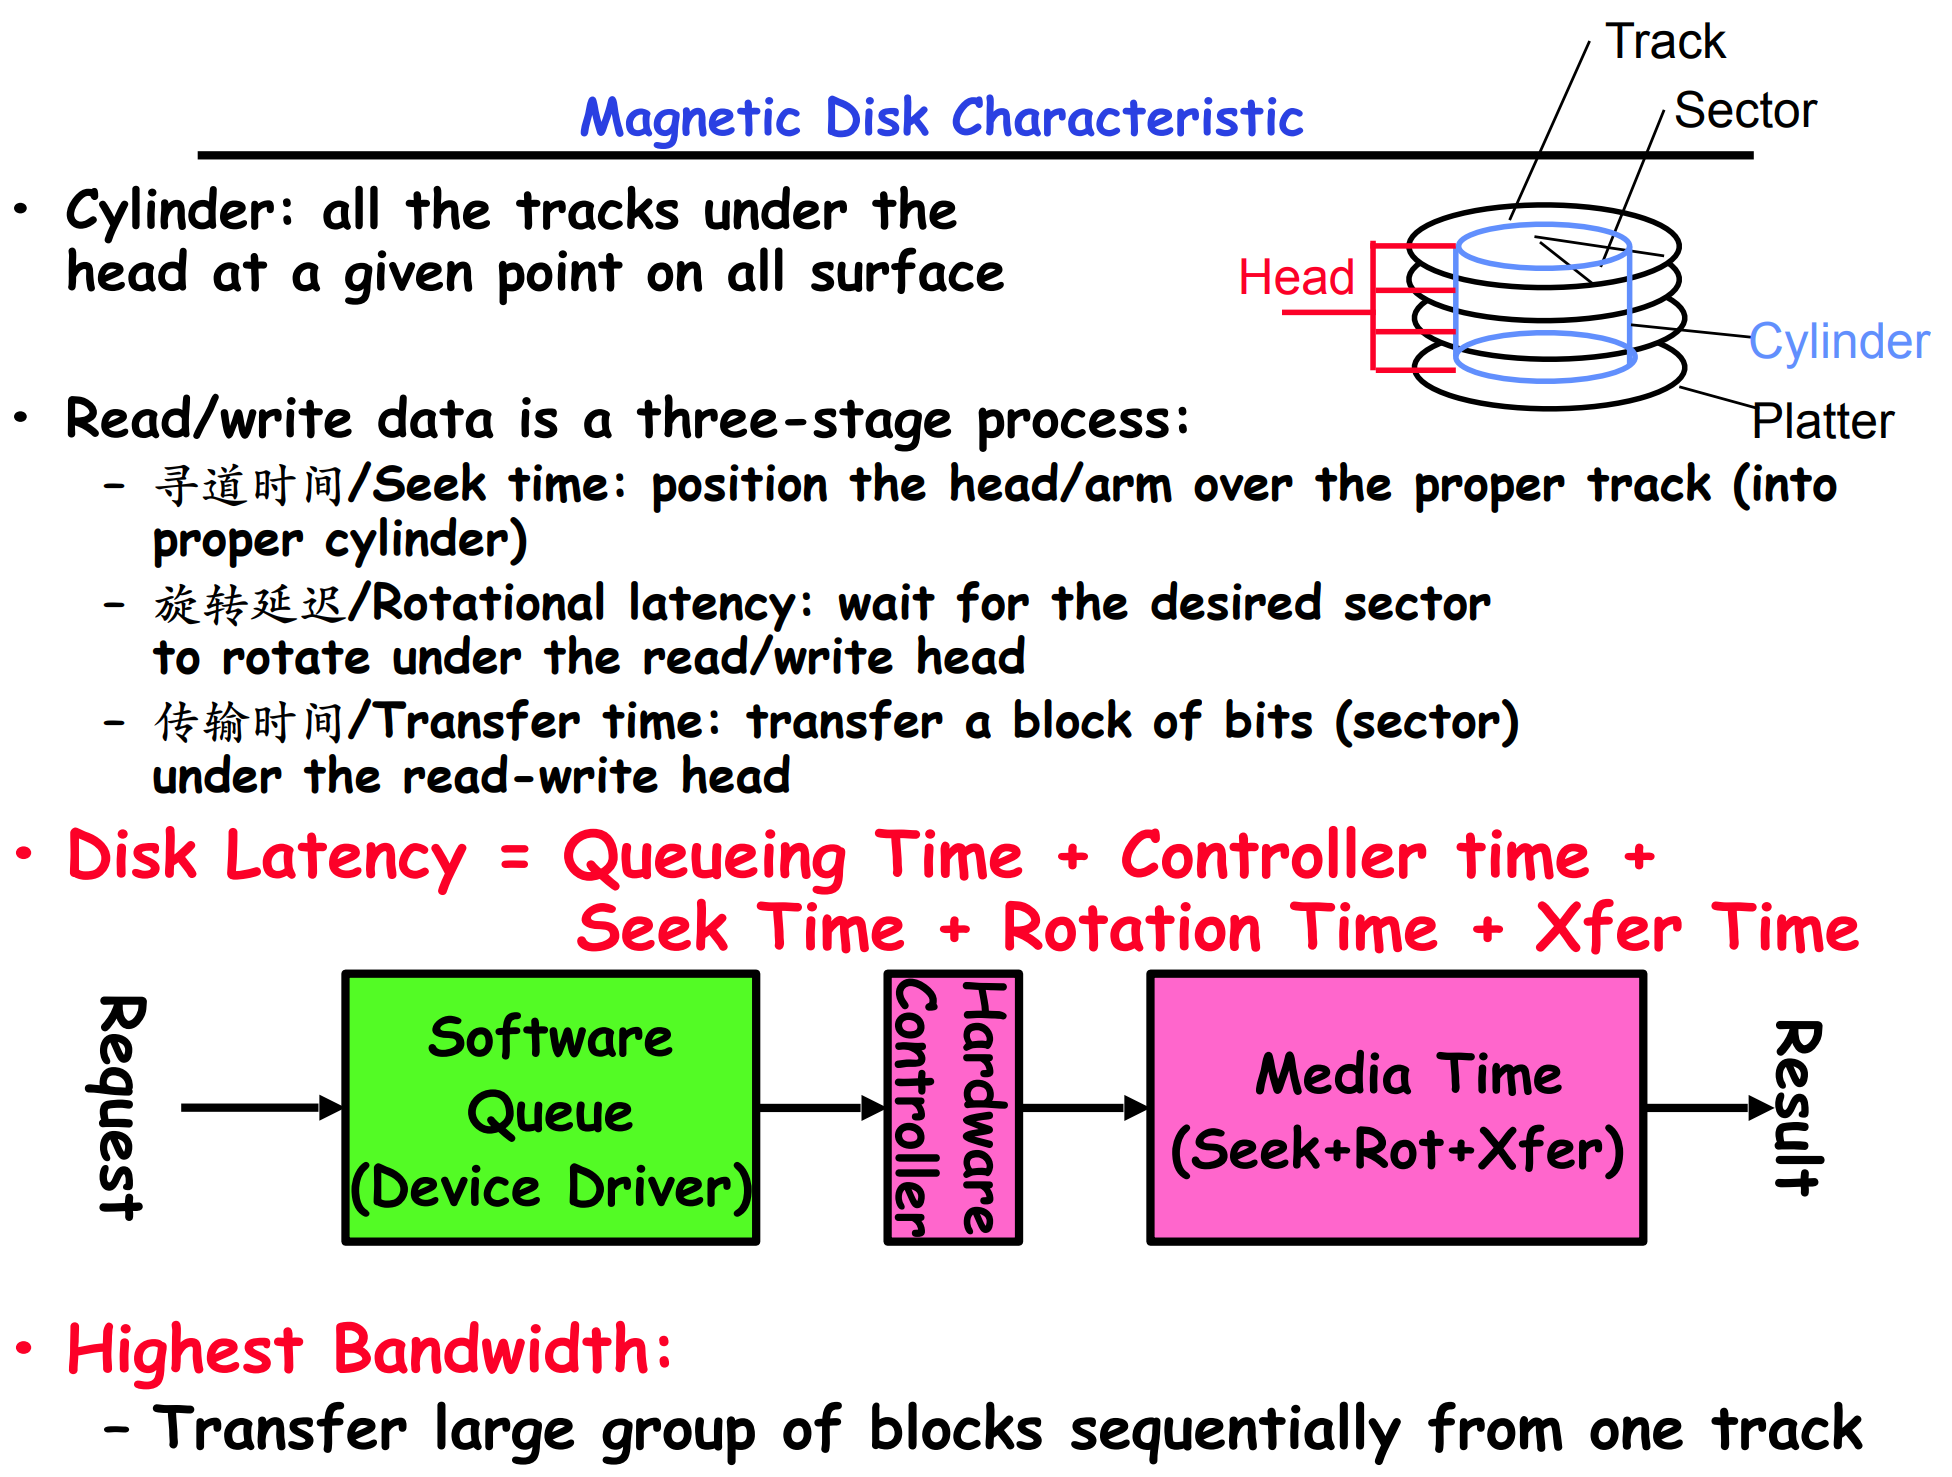 Track
Sector
Magnetic Disk Characteristic
• Cylinder: all the tracks under the
head at a given point on all surface
Head
Cylinder
Platter
• Read/write data is a three-stage process:
– 寻道时间/Seek time: position the head/arm over the proper track (into
proper cylinder)
– 旋转延迟/Rotational latency: wait for the desired sector
to rotate under the read/write head
– 传输时间/Transfer time: transfer a block of bits (sector)
under the read-write head
• Disk Latency = Queueing Time + Controller time +
Seek Time + Rotation Time + Xfer Time
Request
Software
Queue
(Device Driver)
Hardware
Controller
Media Time
(Seek+Rot+Xfer)
Result
• Highest Bandwidth:
– Transfer large group of blocks sequentially from one track